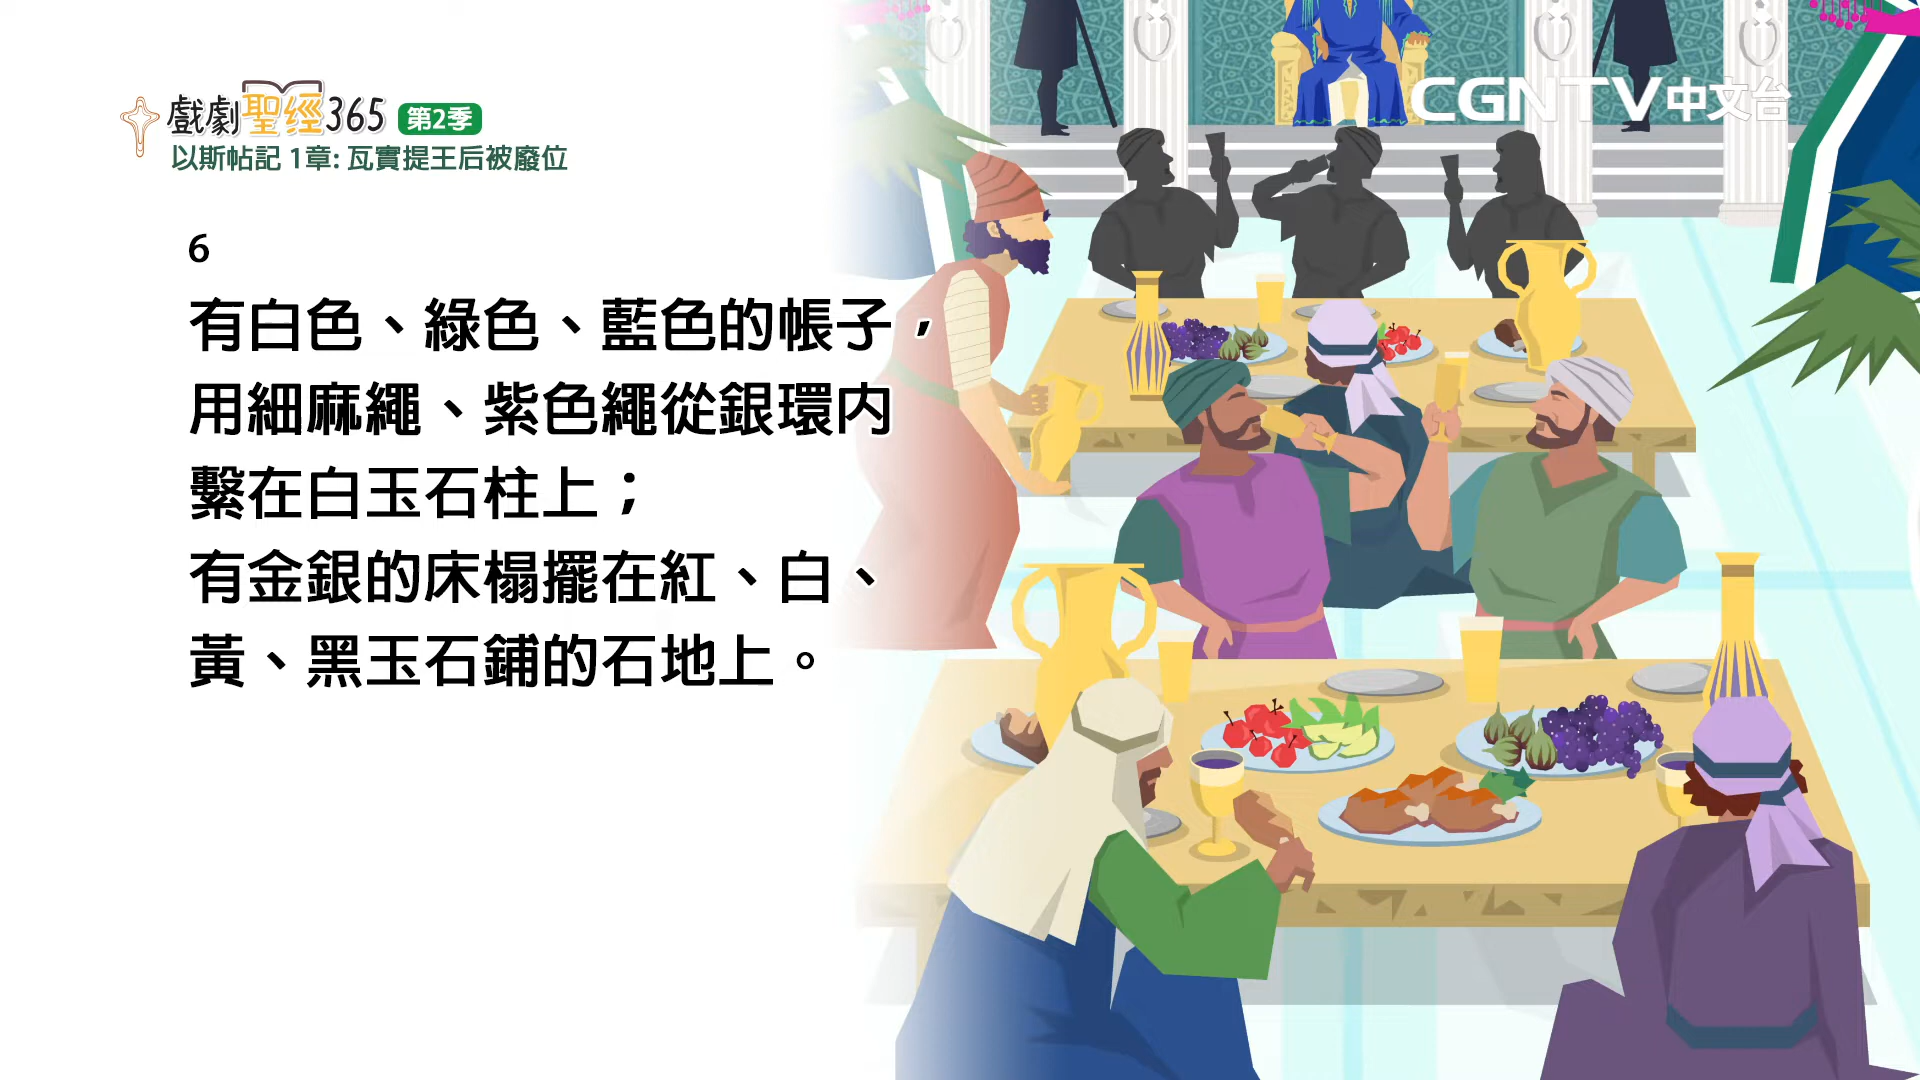 戲劇聖經365 第2季
以斯帖記 1章: 瓦實提王后被廢位
CGNTV中文台
6
有白色、綠色、藍色的帳子，
用細麻繩、紫色繩從銀環内
繫在白玉石柱上；
有金銀的床榻擺在紅、白、
黃、黑玉石鋪的石地上。